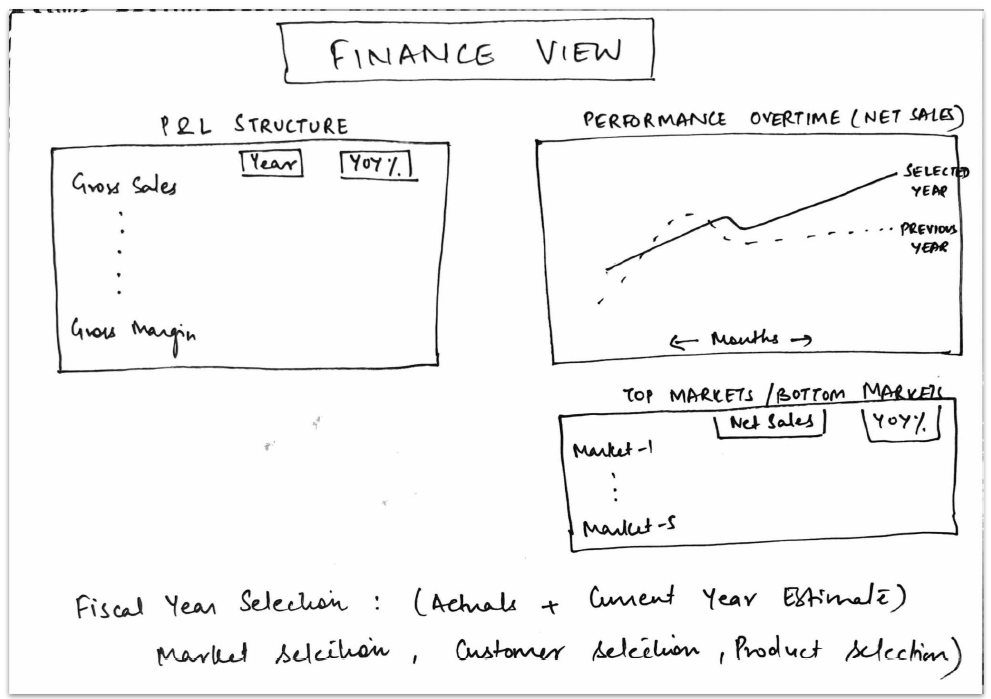 FINANCE VIEW
P&L STRUCTURE
Year YOY%
Gross Sales
Gross Margin
PERFORMANCE OVERTIME (NET SALES)
SELECTED
YEAR
PREVIOUS
YEAR
← Months →
TOP MARKETS / BOTTOM MARKETS
Net Sales YOY%
Market-1
Market-5
Fiscal Year Selection : (Actuals + Current Year Estimate)
Market selection , Customer selection , Product selection)